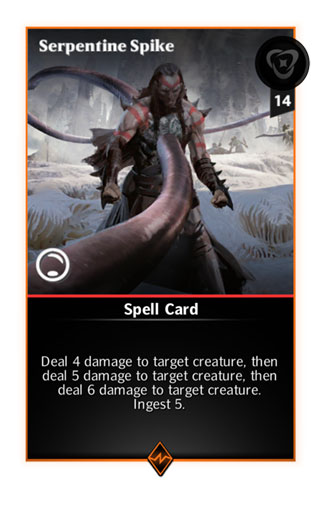 Serpentine Spike
14
Spell Card
Deal 4 damage to target creature, then
deal 5 damage to target creature, then
deal 6 damage to target creature.
Ingest 5.